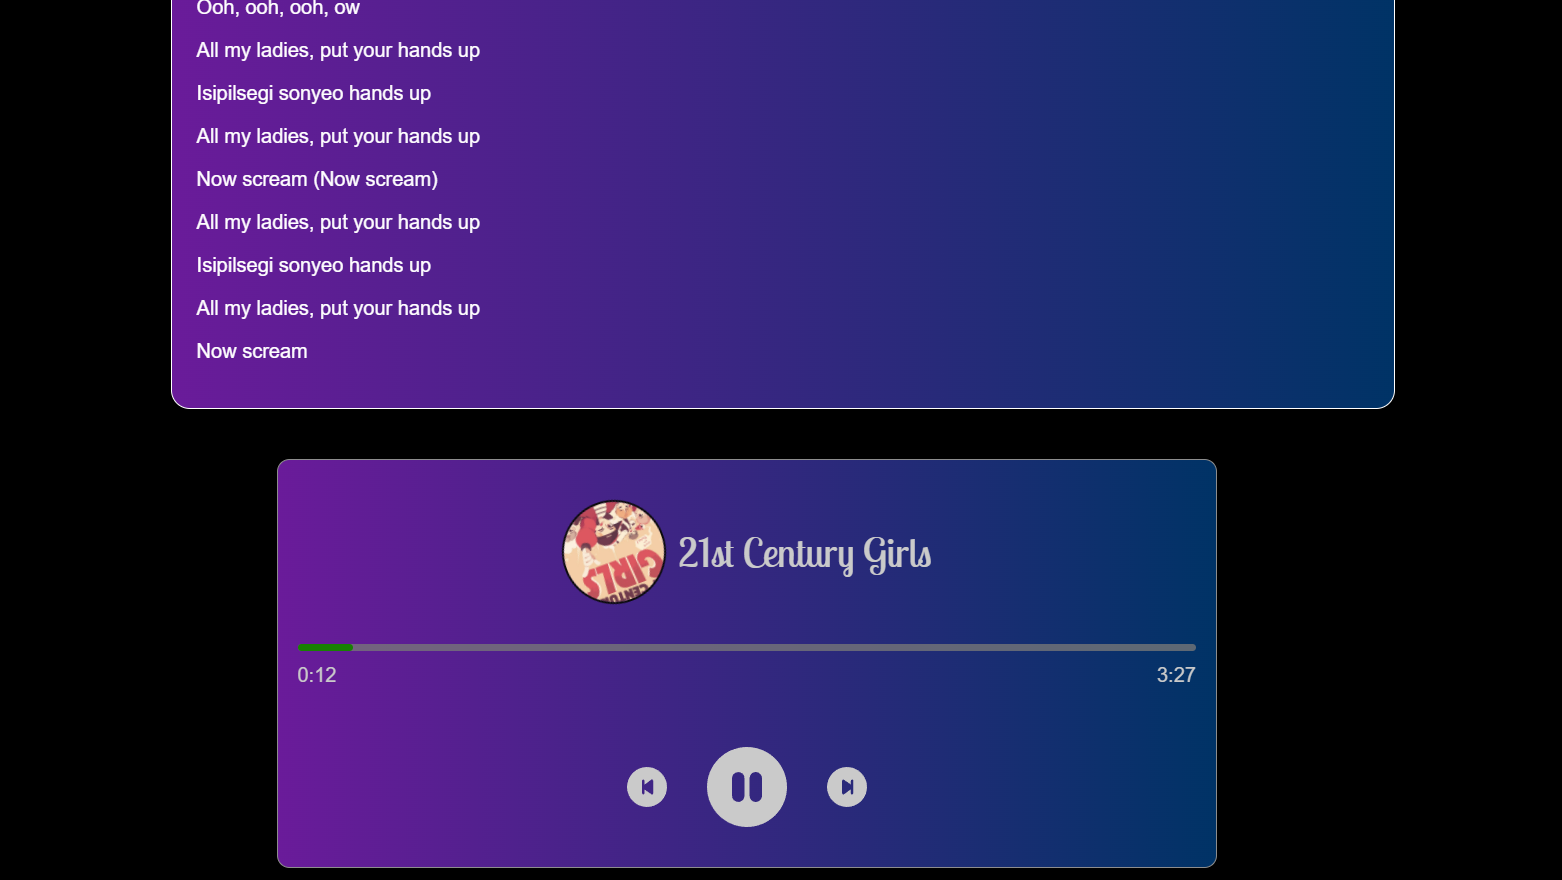 Ooh, ooh, ooh, ow
All my ladies, put your hands up
Isipilsegi sonyeo hands up
All my ladies, put your hands up
Now scream (Now scream)
All my ladies, put your hands up
Isipilsegi sonyeo hands up
All my ladies, put your hands up
Now scream
21st Century Girls
GIRLS
0:12
3:27